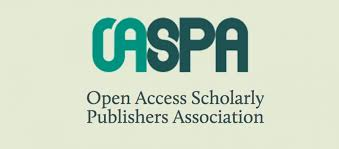 OASPA
Open Access Scholarly
Publishers Association